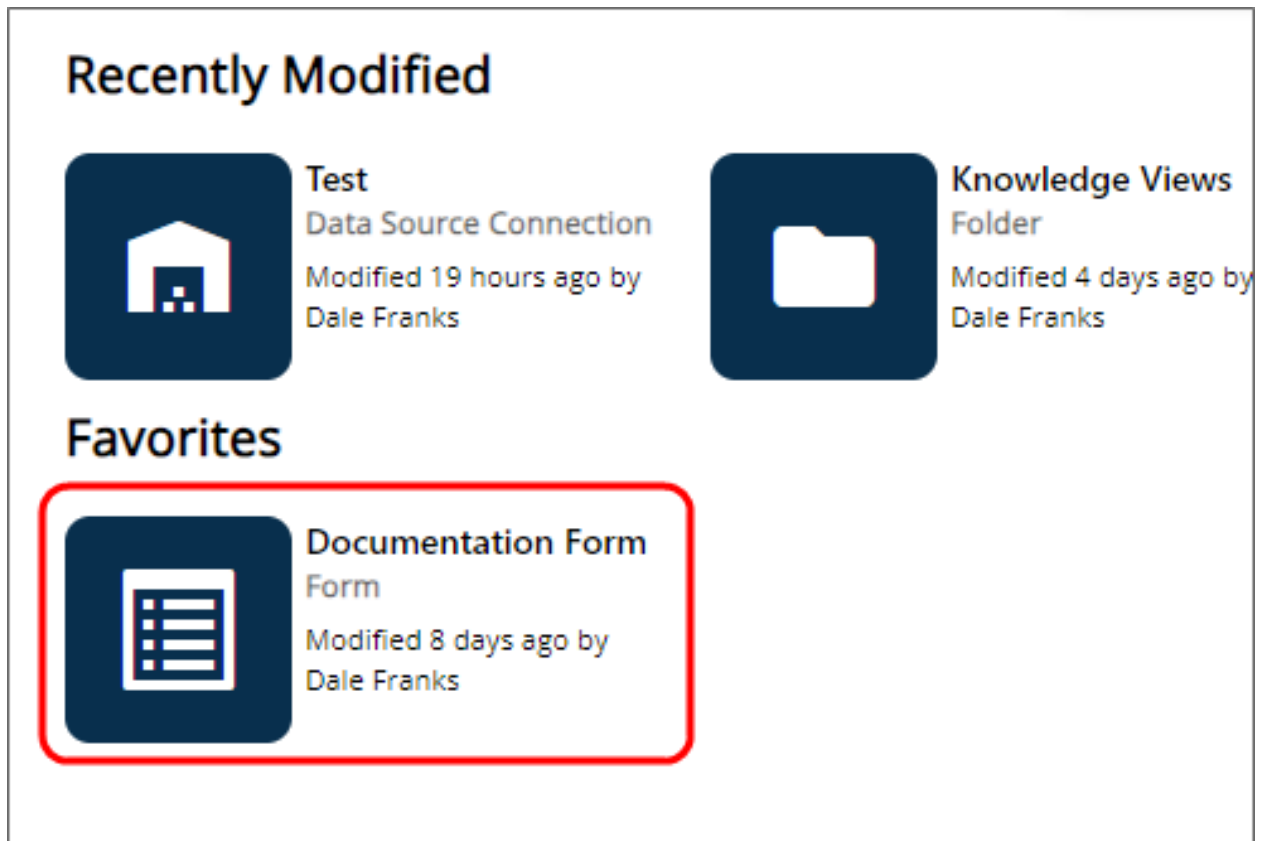 Recently Modified
Test
Data Source Connection
Modified 19 hours ago by
Dale Franks
Knowledge Views
Folder
Modified 4 days ago by
Dale Franks
Favorites
Documentation Form
Form
Modified 8 days ago by
Dale Franks